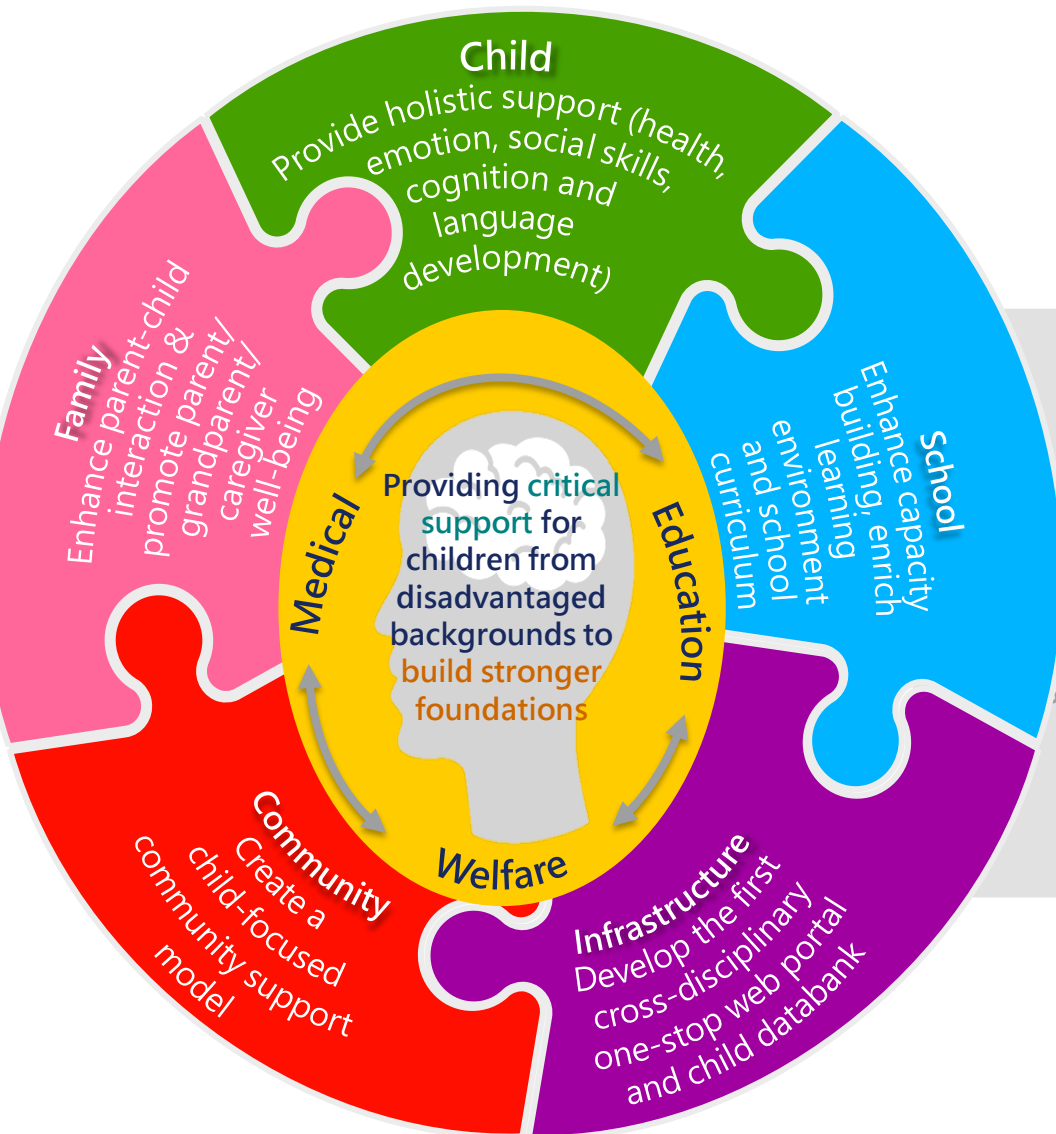 Child
Provide holistic support (health,
emotion, social skills,
cognition and
language
development)
School
Enhance capacity
building, enrich
learning
environment
and school
curriculum
Infrastructure
Develop the first
cross-disciplinary
one-stop web portal
and child databank
Community
Create a
child-focused
community support
model
Family
Enhance parent-child
interaction &
promote parent/
grandparent/
caregiver
well-being
Medical
Education
Welfare
Providing critical
support for
children from
disadvantaged
backgrounds to
build stronger
foundations